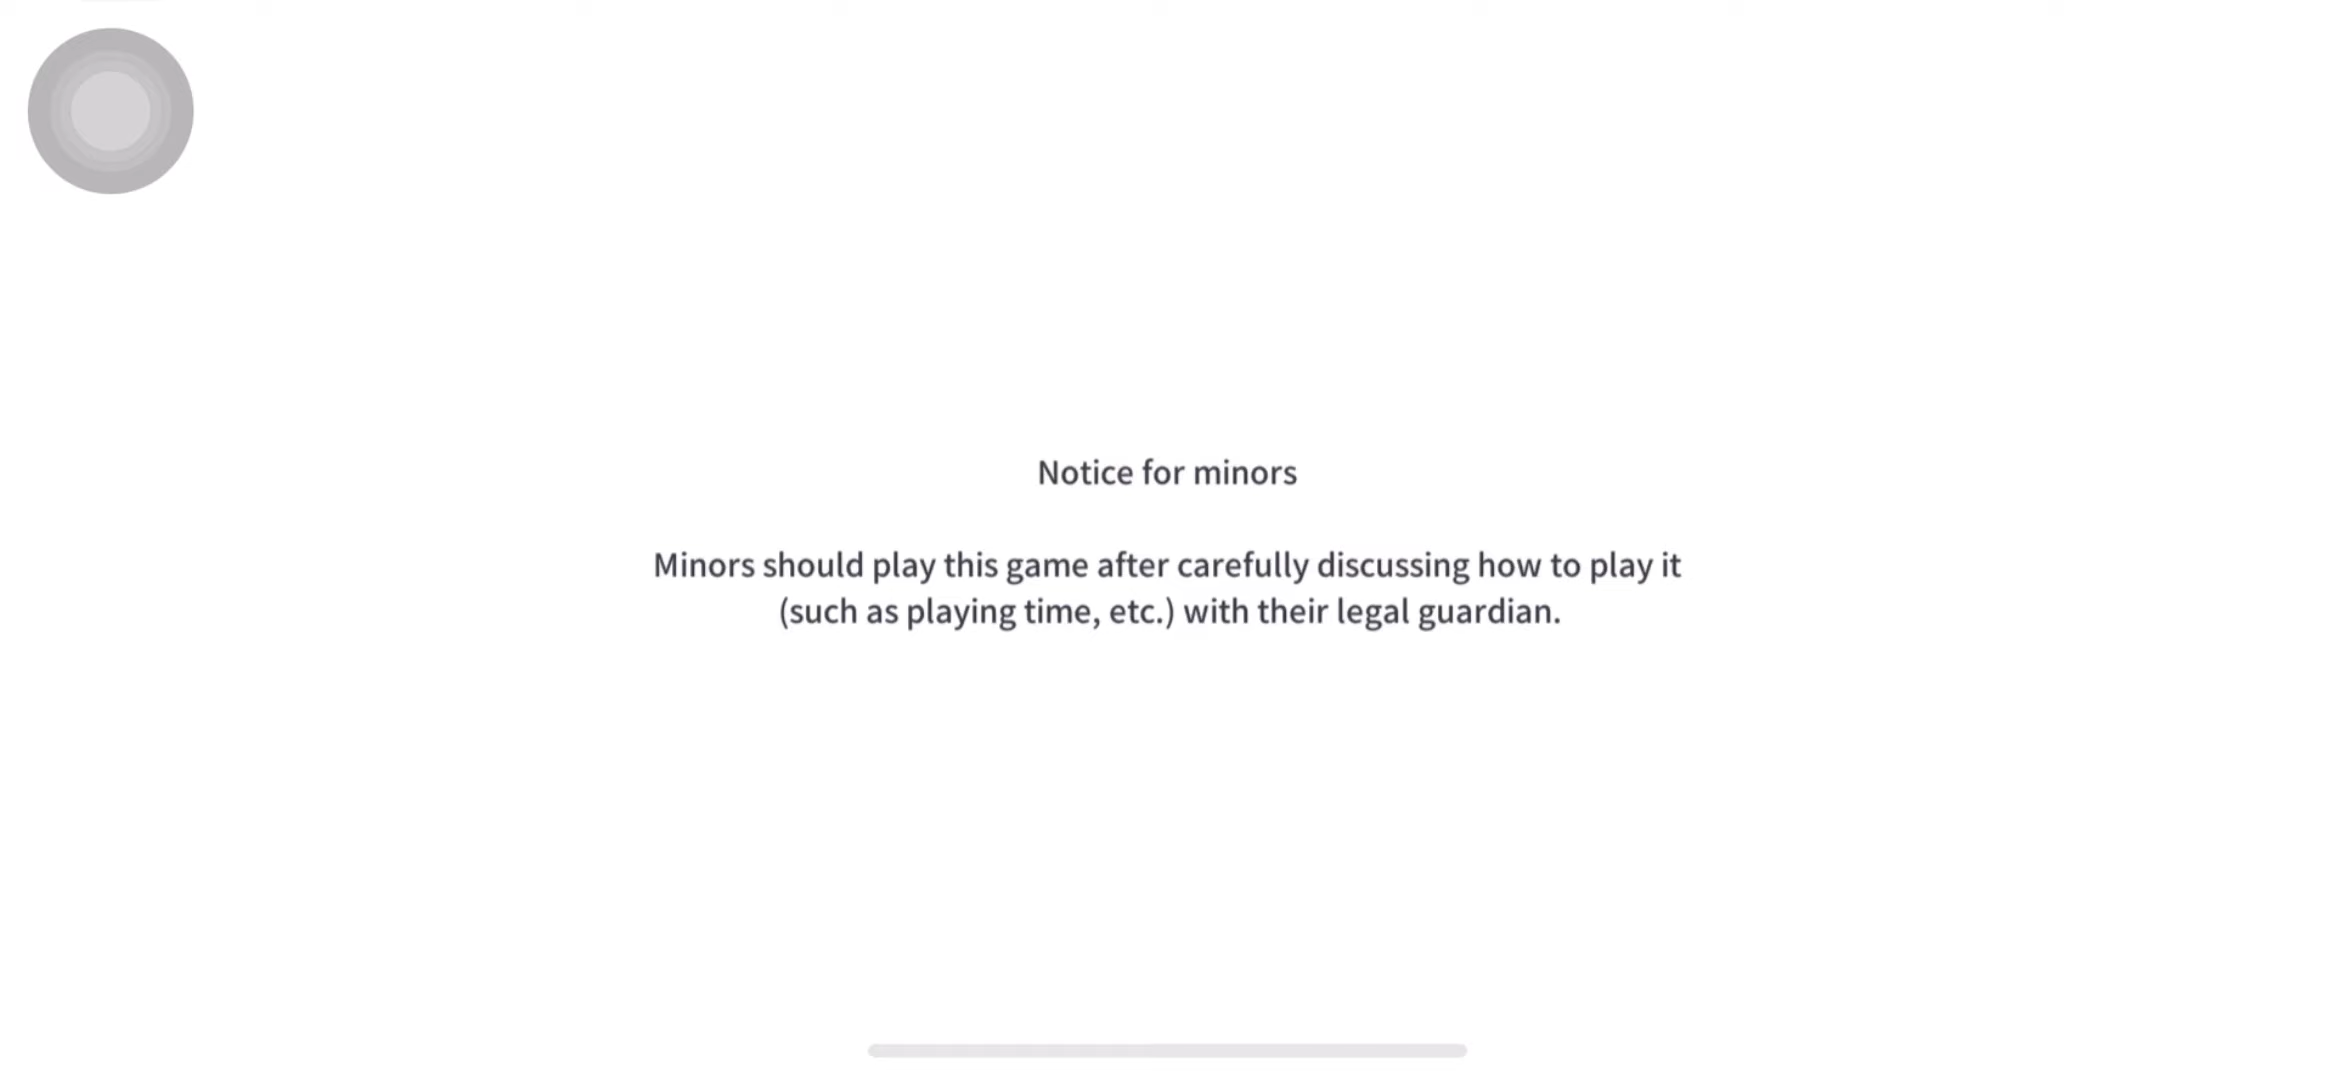 Notice for minors
Minors should play this game after carefully discussing how to play it
(such as playing time, etc.) with their legal guardian.